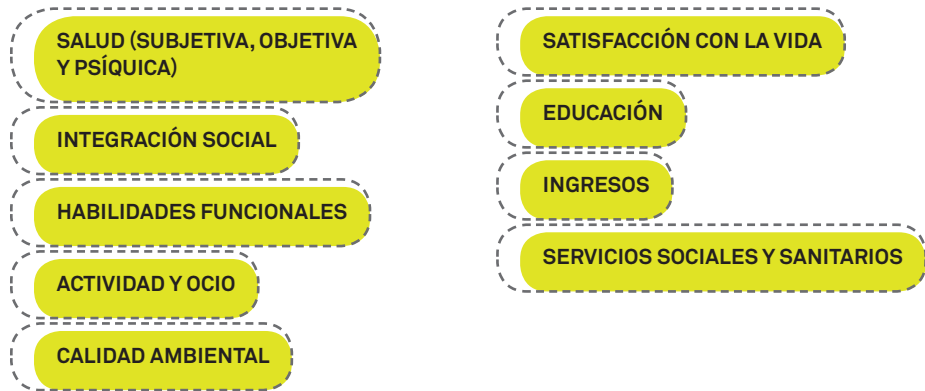 SALUD (SUBJETIVA, OBJETIVA
Y PSÍQUICA)
INTEGRACIÓN SOCIAL
HABILIDADES FUNCIONALES
ACTIVIDAD Y OCIO
CALIDAD AMBIENTAL
SATISFACCIÓN CON LA VIDA
EDUCACIÓN
INGRESOS
SERVICIOS SOCIALES Y SANITARIOS